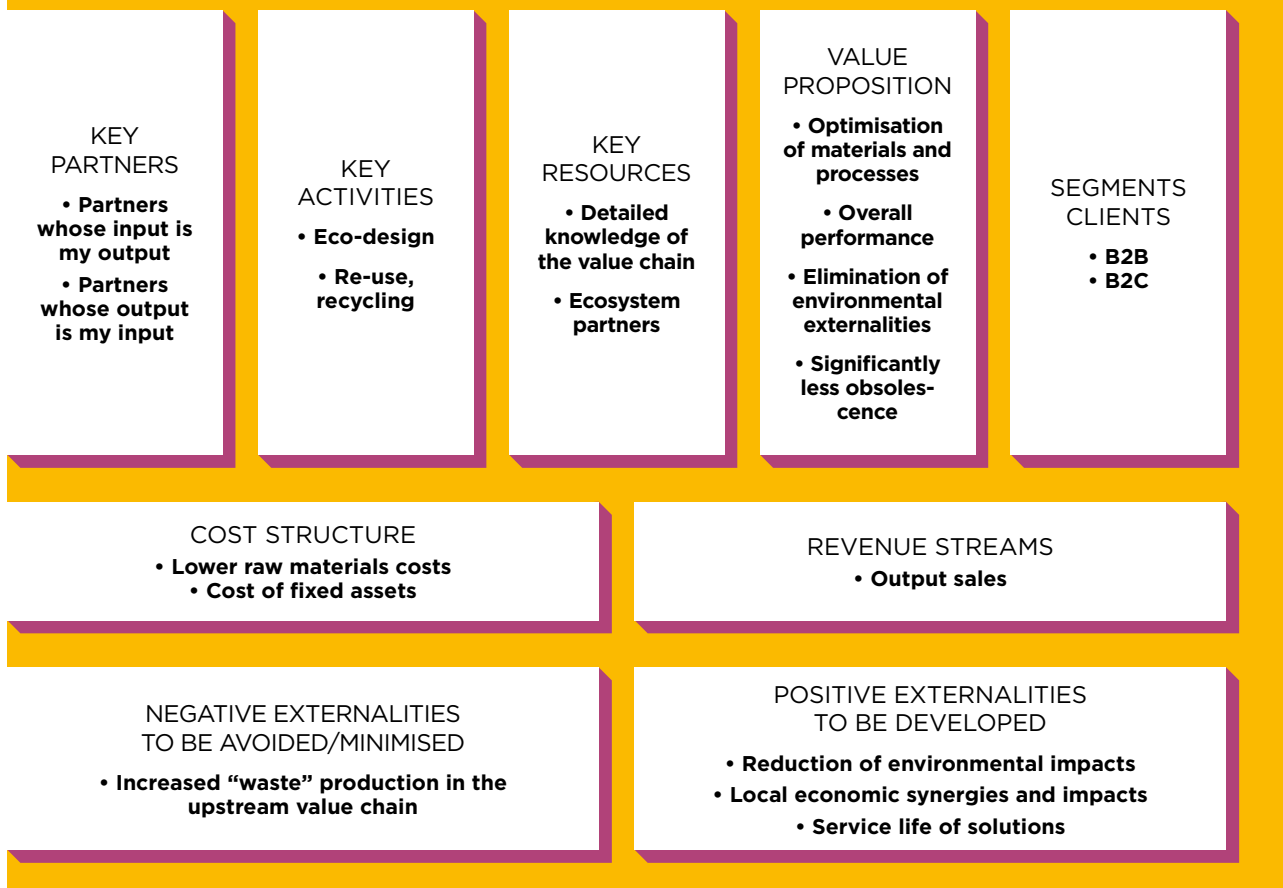 KEY
PARTNERS
• Partners
whose input is
my output
• Partners
whose output
is my input
KEY
ACTIVITIES
• Eco-design
• Re-use,
recycling
KEY
RESOURCES
• Detailed
knowledge of
the value chain
• Ecosystem
partners
VALUE
PROPOSITION
• Optimisation
of materials and
processes
• Overall
performance
• Elimination of
environmental
externalities
• Significantly
less obsoles-
cence
SEGMENTS
CLIENTS
• B2B
• B2C
COST STRUCTURE
• Lower raw materials costs
• Cost of fixed assets
REVENUE STREAMS
• Output sales
NEGATIVE EXTERNALITIES
TO BE AVOIDED/MINIMISED
• Increased “waste” production in the
upstream value chain
POSITIVE EXTERNALITIES
TO BE DEVELOPED
• Reduction of environmental impacts
• Local economic synergies and impacts
• Service life of solutions